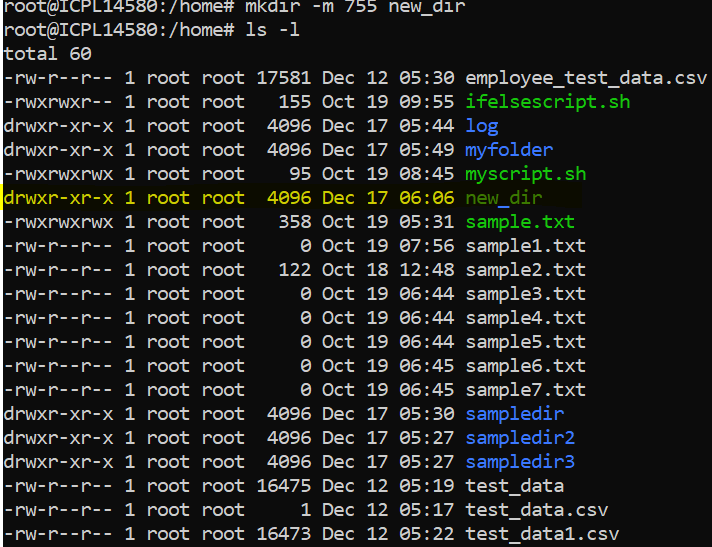 root@ICPL14580:/home# mkdir -m 755 new_dir
root@ICPL14580:/home# ls -l
total 60
-rw-r--r-- 1 root root 17581 Dec 12 05:30 employee_test_data.csv
-rwxrwxr-- 1 root root   155 Oct 19 09:55 ifelsescript.sh
drwxr-xr-x 1 root root  4096 Dec 17 05:44 log
drwxr-xr-x 1 root root  4096 Dec 17 05:49 myfolder
-rwxrwxrwx 1 root root    95 Oct 19 08:45 myscript.sh
drwxr-xr-x 1 root root  4096 Dec 17 06:06 new_dir
-rwxrwxrwx 1 root root   358 Oct 19 05:31 sample.txt
-rw-r--r-- 1 root root     0 Oct 19 07:56 sample1.txt
-rw-r--r-- 1 root root   122 Oct 18 12:48 sample2.txt
-rw-r--r-- 1 root root     0 Oct 19 06:44 sample3.txt
-rw-r--r-- 1 root root     0 Oct 19 06:44 sample4.txt
-rw-r--r-- 1 root root     0 Oct 19 06:44 sample5.txt
-rw-r--r-- 1 root root     0 Oct 19 06:45 sample6.txt
-rw-r--r-- 1 root root     0 Oct 19 06:45 sample7.txt
drwxr-xr-x 1 root root  4096 Dec 17 05:30 sampledir
drwxr-xr-x 1 root root  4096 Dec 17 05:27 sampledir2
drwxr-xr-x 1 root root  4096 Dec 17 05:27 sampledir3
-rw-r--r-- 1 root root 16475 Dec 12 05:19 test_data
-rw-r--r-- 1 root root     1 Dec 12 05:17 test_data.csv
-rw-r--r-- 1 root root 16473 Dec 12 05:22 test_data1.csv